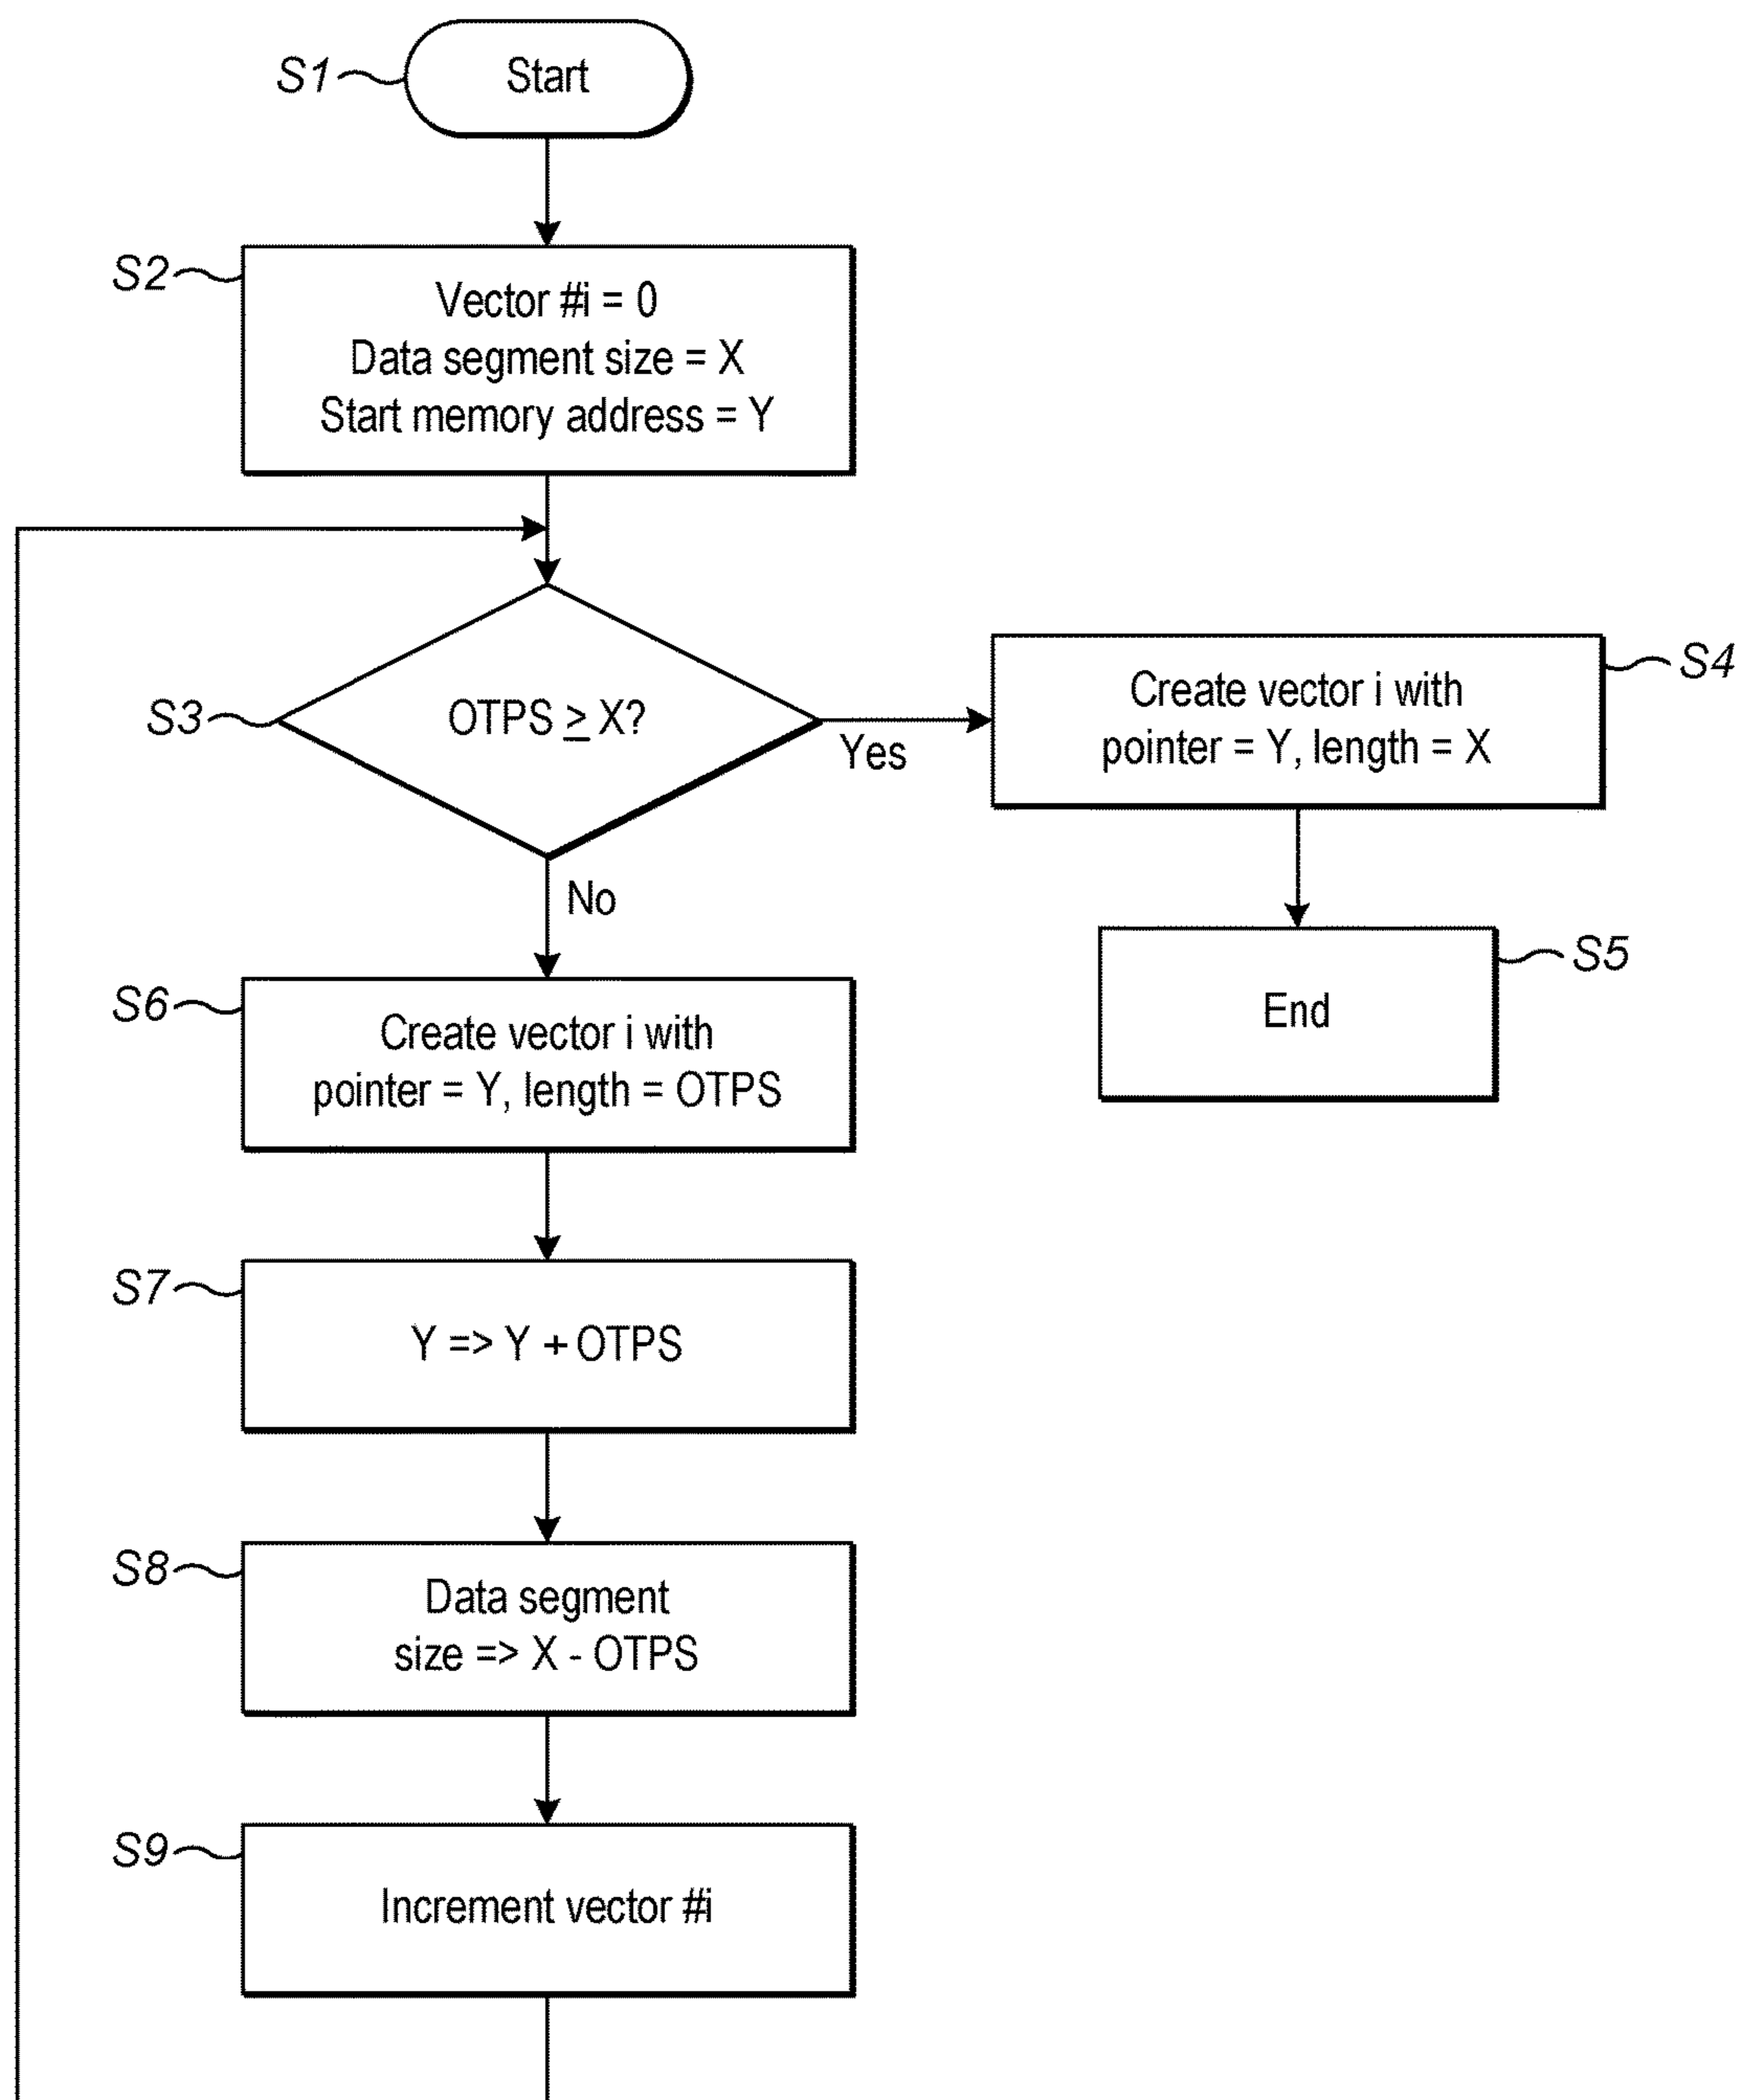 S1
Start
S2
Vector #i = 0
Data segment size = X
Start memory address = Y
S3
OTPS ≥ X?
Yes
S4
Create vector i with
pointer = Y, length = X
No
S5
End
S6
Create vector i with
pointer = Y, length = OTPS
S7
Y => Y + OTPS
S8
Data segment
size => X - OTPS
S9
Increment vector #i